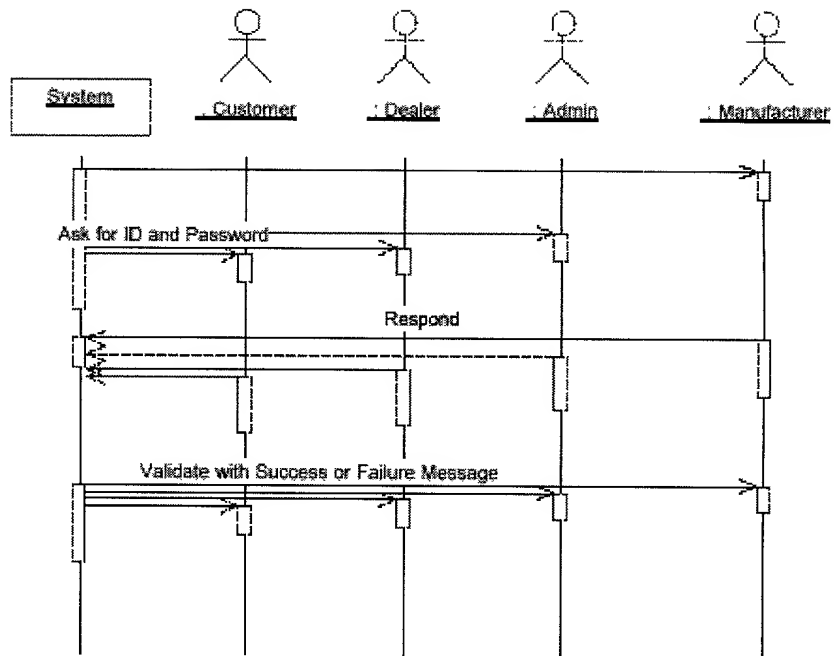 System
: Customer
: Dealer
: Admin
: Manufacturer
Ask for ID and Password
Respond
Validate with Success or Failure Message